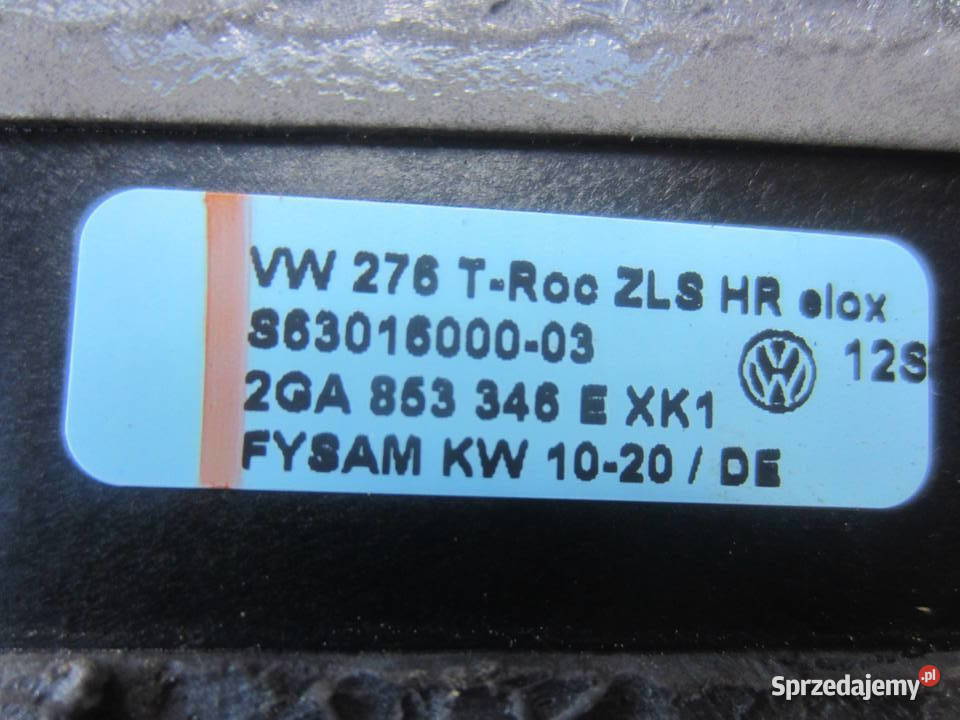 VW 276 T-Roc ZLS HR elox
S63016000-03
12S
2GA 853 346 E XK1
FYSAM KW 10-20 / DE
Sprzedajemy.pl